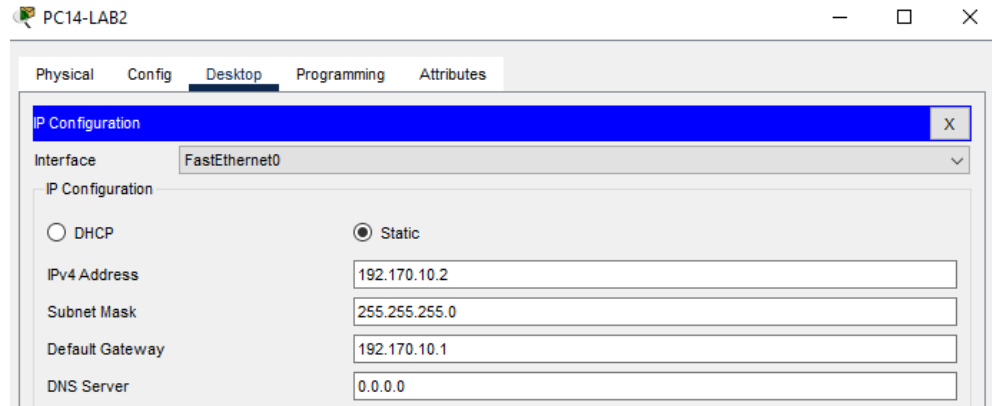 PC14-LAB2
Physical Config Desktop Programming Attributes
IP Configuration X
Interface FastEthernet0
IP Configuration
DHCP Static
IPv4 Address 192.170.10.2
Subnet Mask 255.255.255.0
Default Gateway 192.170.10.1
DNS Server 0.0.0.0